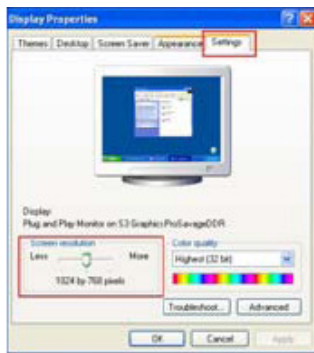 Display Properties
Themes Desktop Screen Saver Appearance Settings
Display:
Plug and Play Monitor on S3 Graphics ProSavageDDR
Screen resolution
Less More
1024 by 768 pixels
Color quality
Highest (32 bit)
Troubleshoot... Advanced
OK Cancel Apply